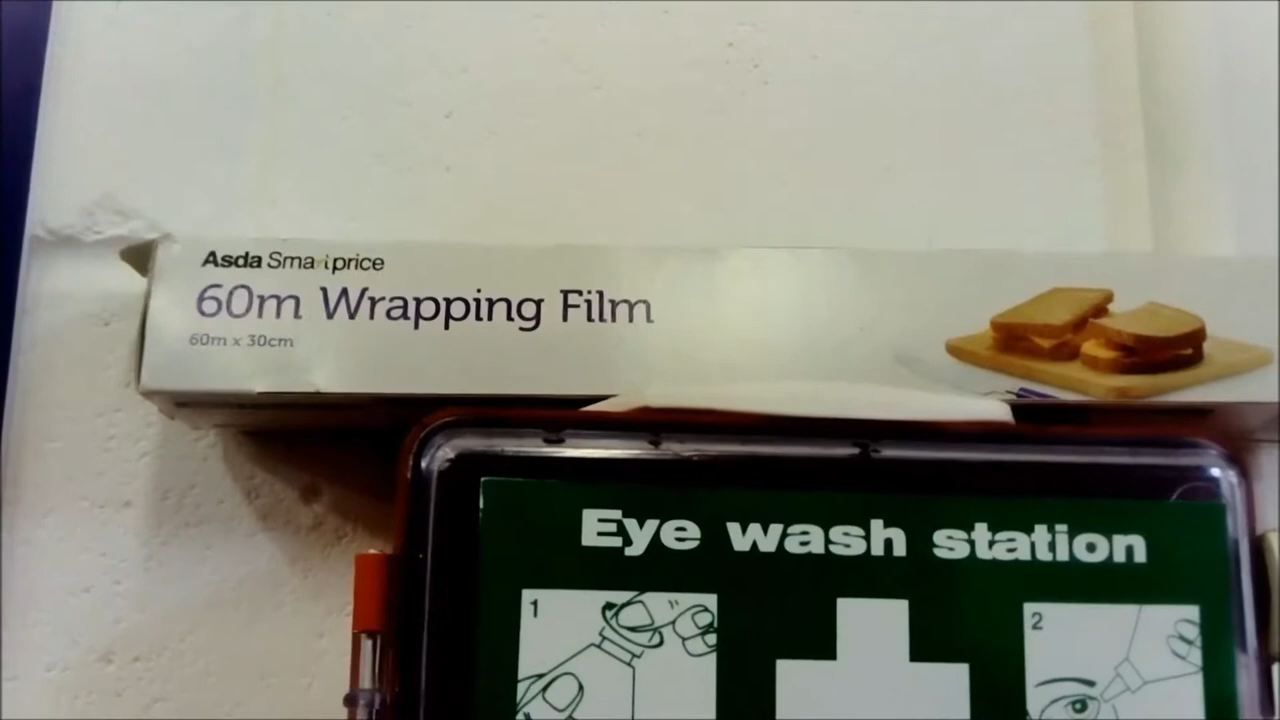 Asda Smartprice
60m Wrapping Film
60m x 30cm
Eye wash station
1
2